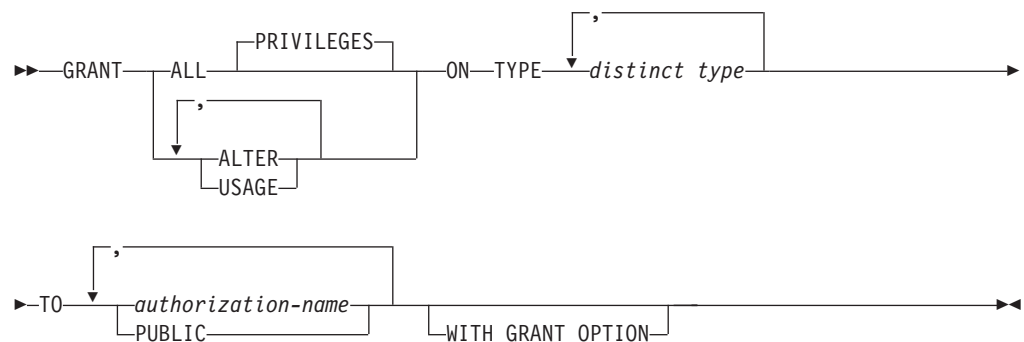 ,
PRIVILEGES
GRANT ALL ON TYPE distinct type
,
ALTER
USAGE
,
TO authorization-name
PUBLIC WITH GRANT OPTION